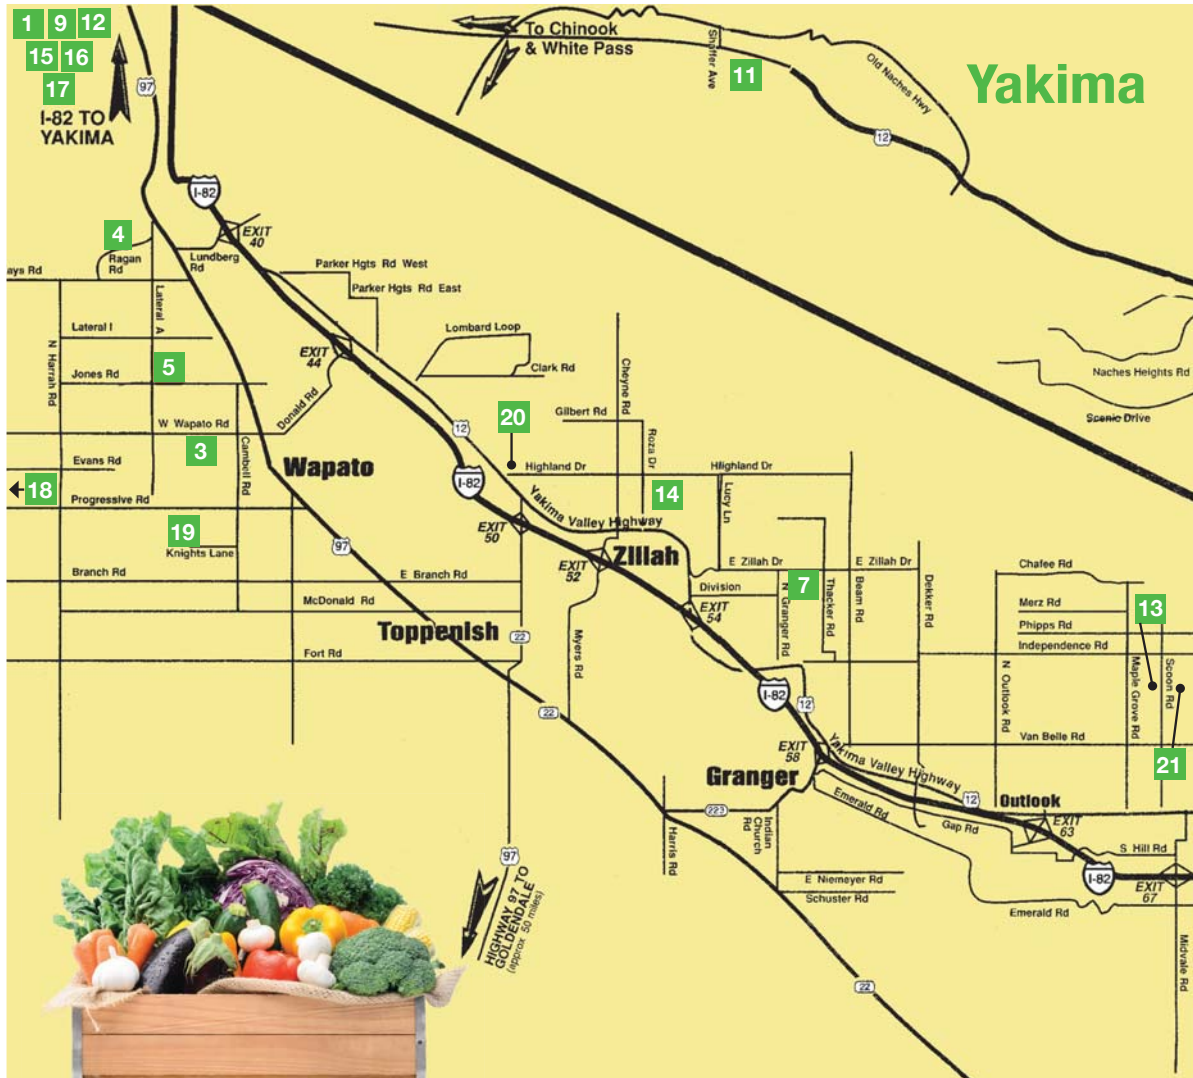 1 9 12
15 16
17
I-82 TO
YAKIMA
97
To Chinook
& White Pass
Shaffer Ave
11
Old Naches Hwy
12
Yakima
I-82
4
EXIT
40
Ragan
Rd
Lundberg
Rd
ays Rd
Parker Hgts Rd West
Parker Hgts Rd East
Lateral A
Lateral I
N Harrah Rd
EXIT
44
Lombard Loop
Clark Rd
Cheyne Rd
Naches Heights Rd
Scenic Drive
Jones Rd
5
Donald Rd
W Wapato Rd
3
Cambell Rd
12
20
Gilbert Rd
Roza Dr
Evans Rd
Wapato
Highland Dr
Highland Dr
18
Progressive Rd
I-82
14
Lucy Ln
Yakima Valley Highway
19
Knights Lane
97
EXIT
50
EXIT
52
Zillah
E Zillah Dr
E Zillah Dr
Branch Rd
E Branch Rd
Division
7
N Granger Rd
Thacker Rd
Beam Rd
Dekker Rd
Chafee Rd
McDonald Rd
EXIT
54
Merz Rd
13
Toppenish
22
Phipps Rd
Independence Rd
Fort Rd
Myers Rd
N Outlook Rd
Maple Grove Rd
Scoon Rd
I-82
12
22
Van Belle Rd
EXIT
58
Yakima Valley Highway
21
Granger
12
Outlook
223
Emerald Rd
Gap Rd
EXIT
63
Indian
Church
Rd
Harris Rd
S Hill Rd
97
HIGHWAY 97 TO
GOLDENDALE
(approx 50 miles)
E Niemeyer Rd
Schuster Rd
I-82
EXIT
67
Emerald Rd
Midvale Rd
22